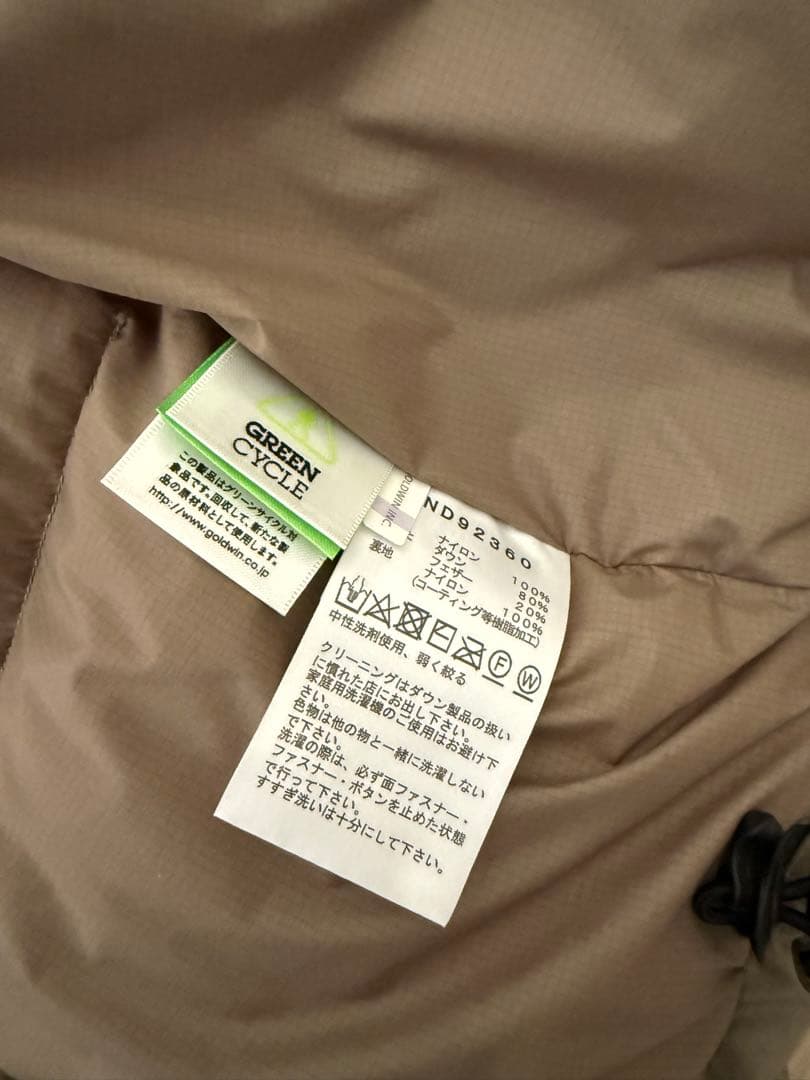 GREEN
CYCLE
この製品はグリーンサイクル対
象品です。回収して、新たな製
品の原材料として使用します。
http://www.goldwin.co.jp
OLDWIN INC
ND92360
ナイロン 100%
ダウン 80%
フェザー 20%
裏地 ナイロン 100%
(コーティング等樹脂加工)
F W
中性洗剤使用、弱く絞る
クリーニングはダウン製品の扱い
に慣れた店にお出し下さい。
家庭用洗濯機のご使用はお避け下
さい。
色物は他の物と一緒に洗濯しない
で下さい。
洗濯の際は、必ず面ファスナー・
ファスナー・ボタンを止めた状態
で行って下さい。
すすぎ洗いは十分にして下さい。